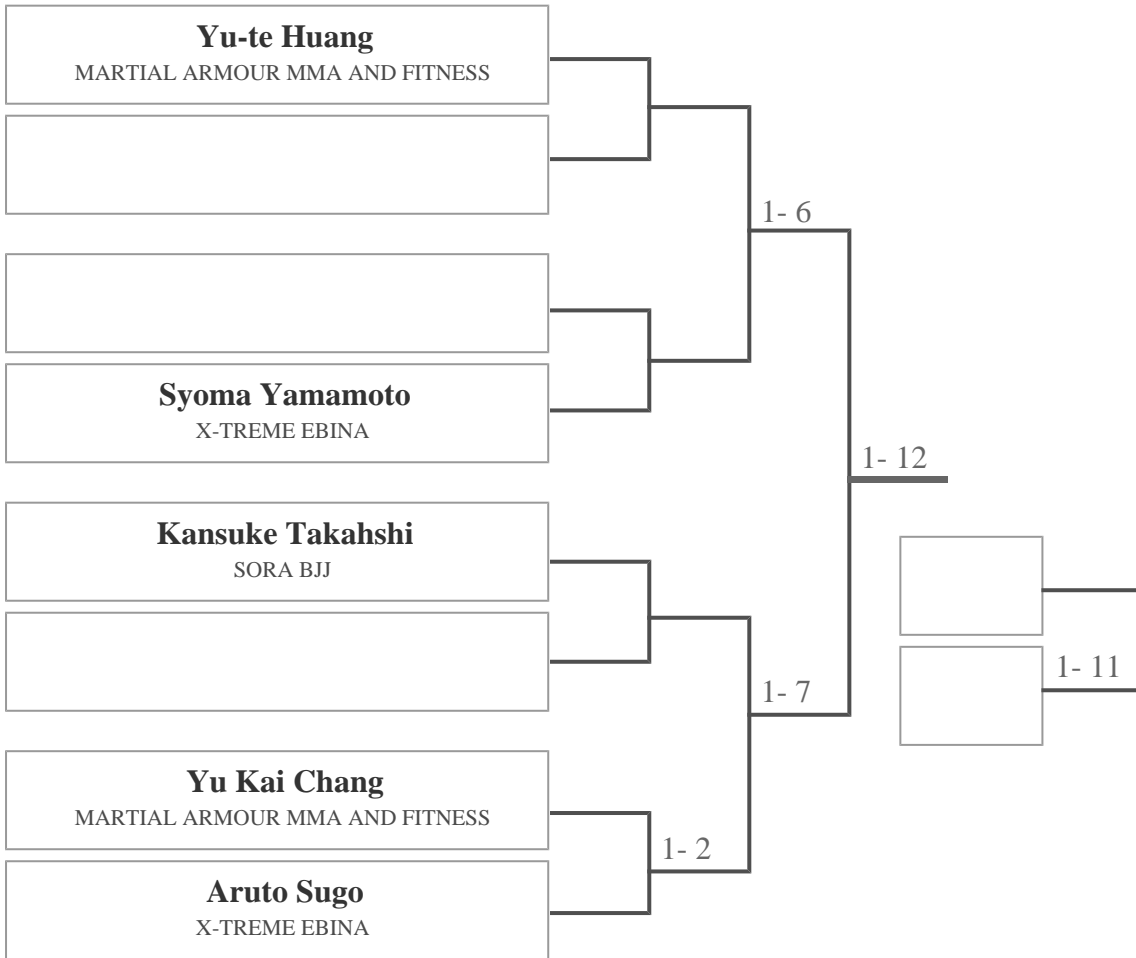 Yu-te Huang
MARTIAL ARMOUR MMA AND FITNESS
1- 6
Syoma Yamamoto
X-TREME EBINA
1- 12
Kansuke Takahshi
SORA BJJ
1- 11
1- 7
Yu Kai Chang
MARTIAL ARMOUR MMA AND FITNESS
1- 2
Aruto Sugo
X-TREME EBINA